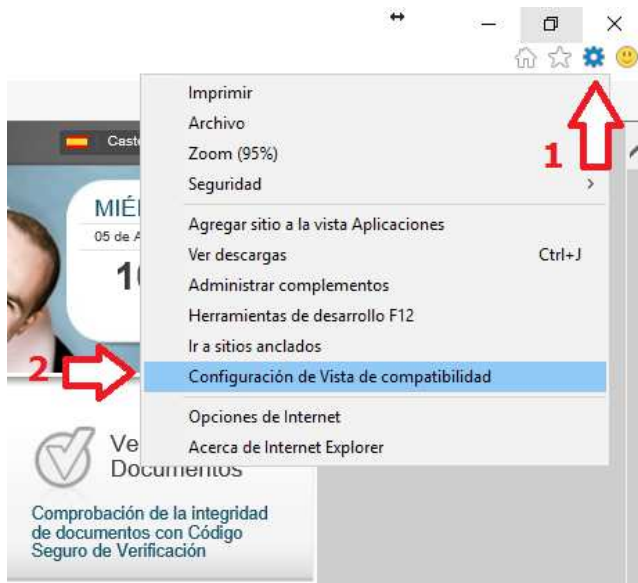 Imprimir
Archivo
Zoom (95%)
Seguridad
1
Agregar sitio a la vista Aplicaciones
Ver descargas Ctrl+J
Administrar complementos
Herramientas de desarrollo F12
Ir a sitios anclados
2
Configuración de Vista de compatibilidad
Opciones de Internet
Acerca de Internet Explorer
MIÉ
05 de A
1
Documentos
Comprobación de la integridad
de documentos con Código
Seguro de Verificación